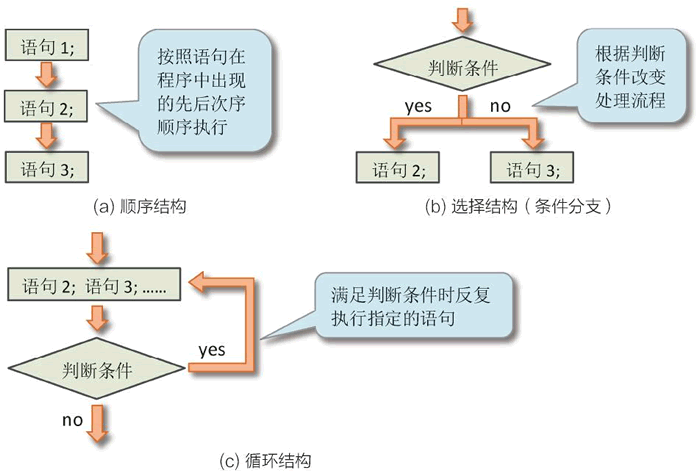 语句 1;
语句 2;
语句 3;
按照语句在
程序中出现
的先后次序
顺序执行
(a) 顺序结构
判断条件
yes
no
语句 2;
语句 3;
根据判断
条件改变
处理流程
(b) 选择结构（条件分支）
语句 2; 语句 3; ……
判断条件
yes
no
满足判断条件时反复
执行指定的语句
(c) 循环结构